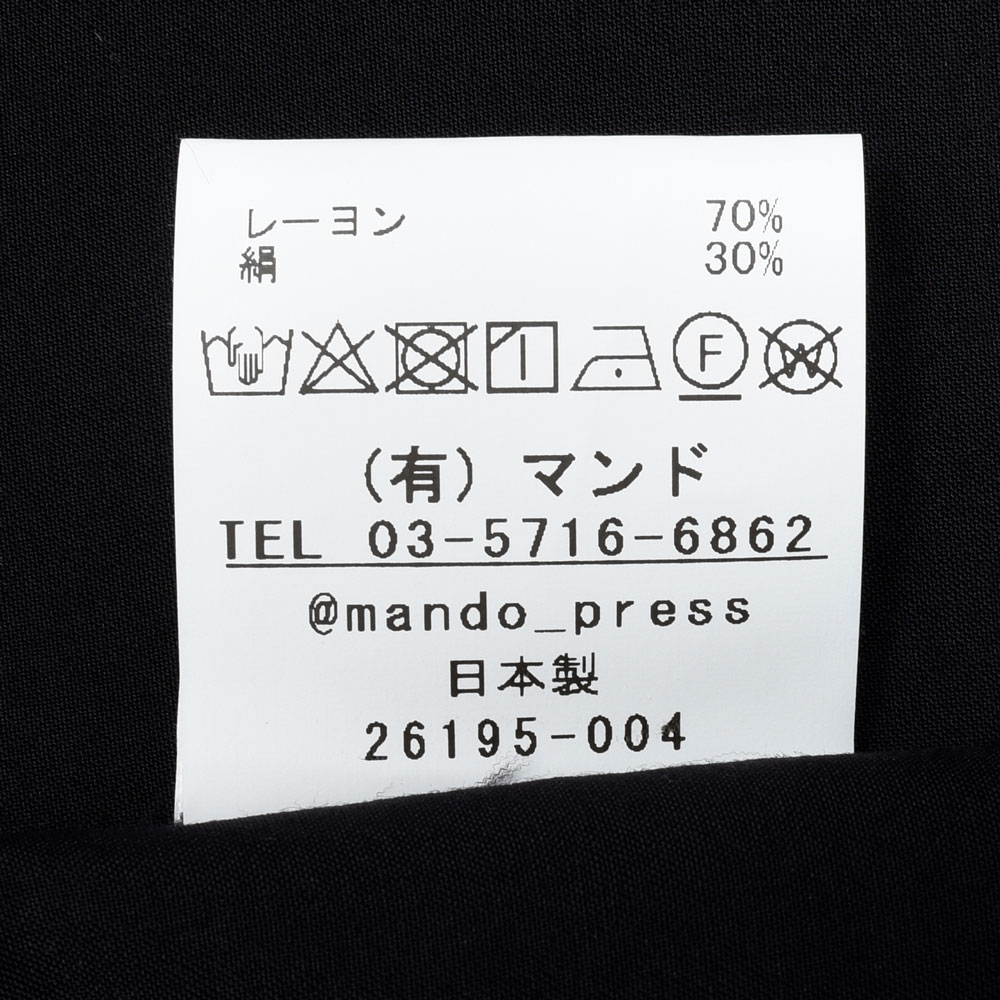 レーヨン 70%
絹 30%
F W
(有) マンド
TEL 03-5716-6862
@mando_press
日本製
26195-004